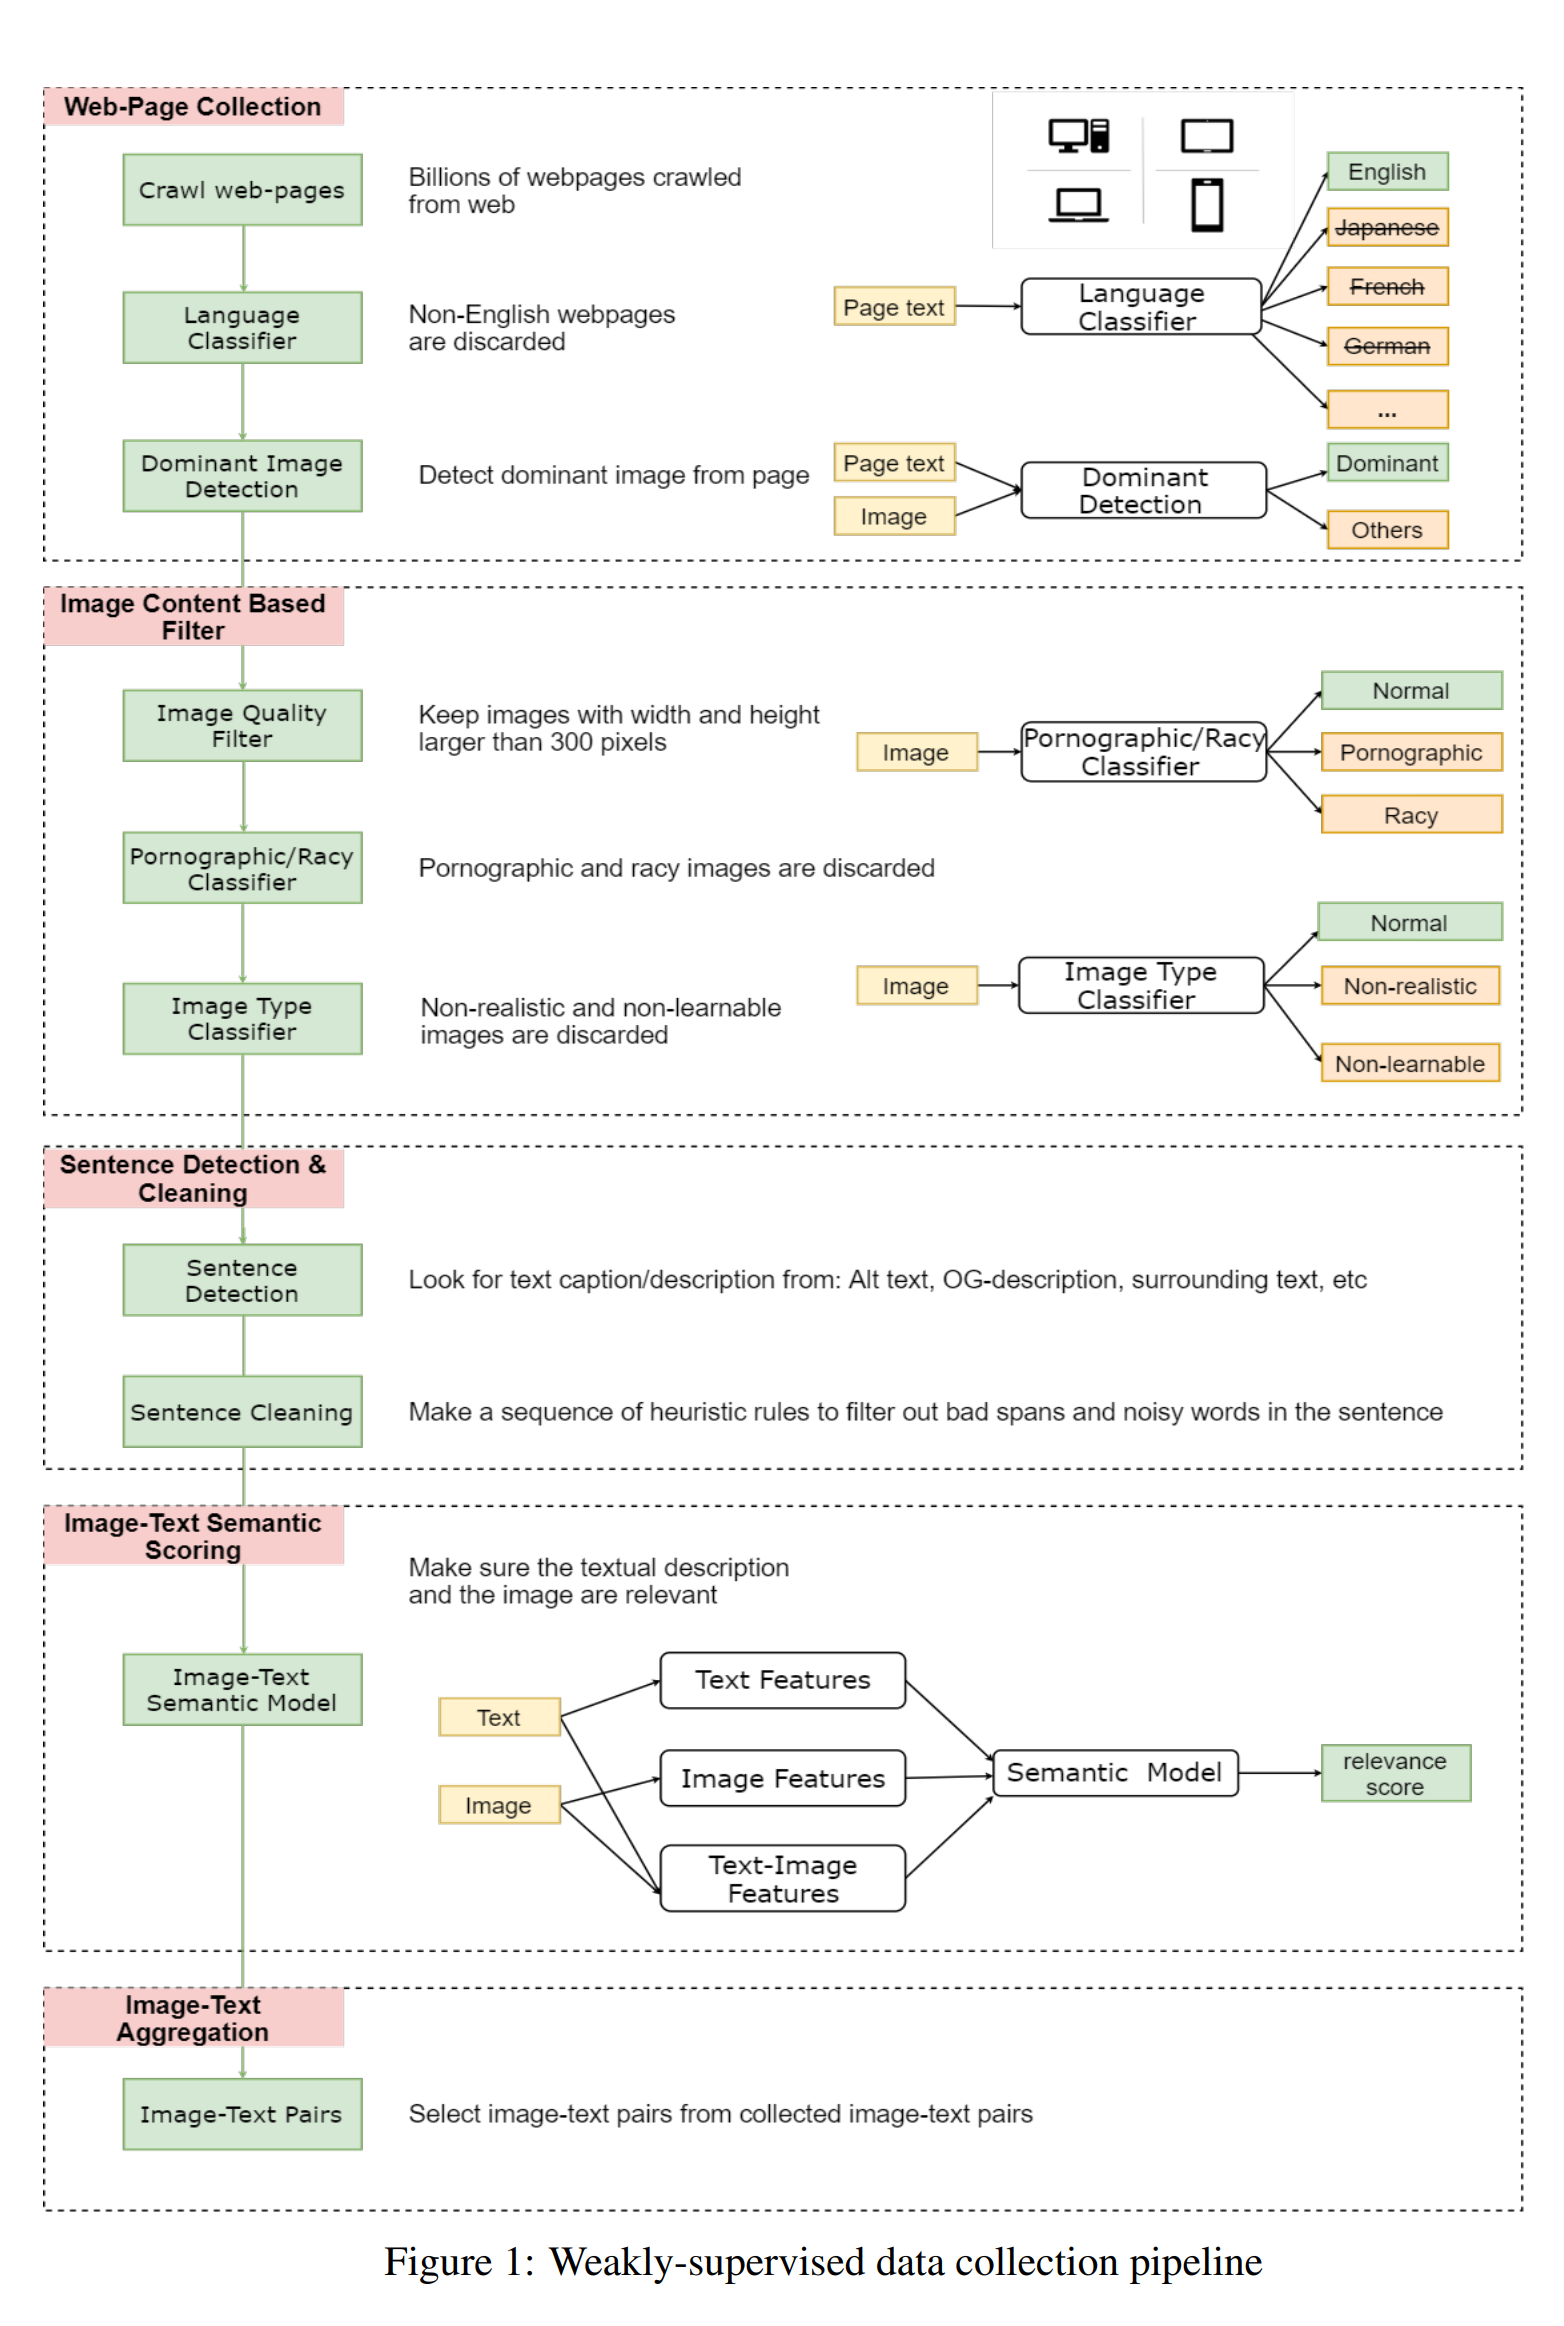 Web-Page Collection
Crawl web-pages
Billions of webpages crawled
from web
Language
Classifier
Non-English webpages
are discarded
Page text
Language
Classifier
English
Japanese
French
German
...
Dominant Image
Detection
Detect dominant image from page
Page text
Image
Dominant
Detection
Dominant
Others
Image Content Based
Filter
Image Quality
Filter
Keep images with width and height
larger than 300 pixels
Image
Pornographic/Racy
Classifier
Normal
Pornographic
Racy
Pornographic/Racy
Classifier
Pornographic and racy images are discarded
Image Type
Classifier
Non-realistic and non-learnable
images are discarded
Image
Image Type
Classifier
Normal
Non-realistic
Non-learnable
Sentence Detection &
Cleaning
Sentence
Detection
Look for text caption/description from: Alt text, OG-description, surrounding text, etc
Sentence Cleaning
Make a sequence of heuristic rules to filter out bad spans and noisy words in the sentence
Image-Text Semantic
Scoring
Make sure the textual description
and the image are relevant
Image-Text
Semantic Model
Text
Image
Text Features
Image Features
Text-Image
Features
Semantic Model
relevance
score
Image-Text
Aggregation
Image-Text Pairs
Select image-text pairs from collected image-text pairs
Figure 1: Weakly-supervised data collection pipeline